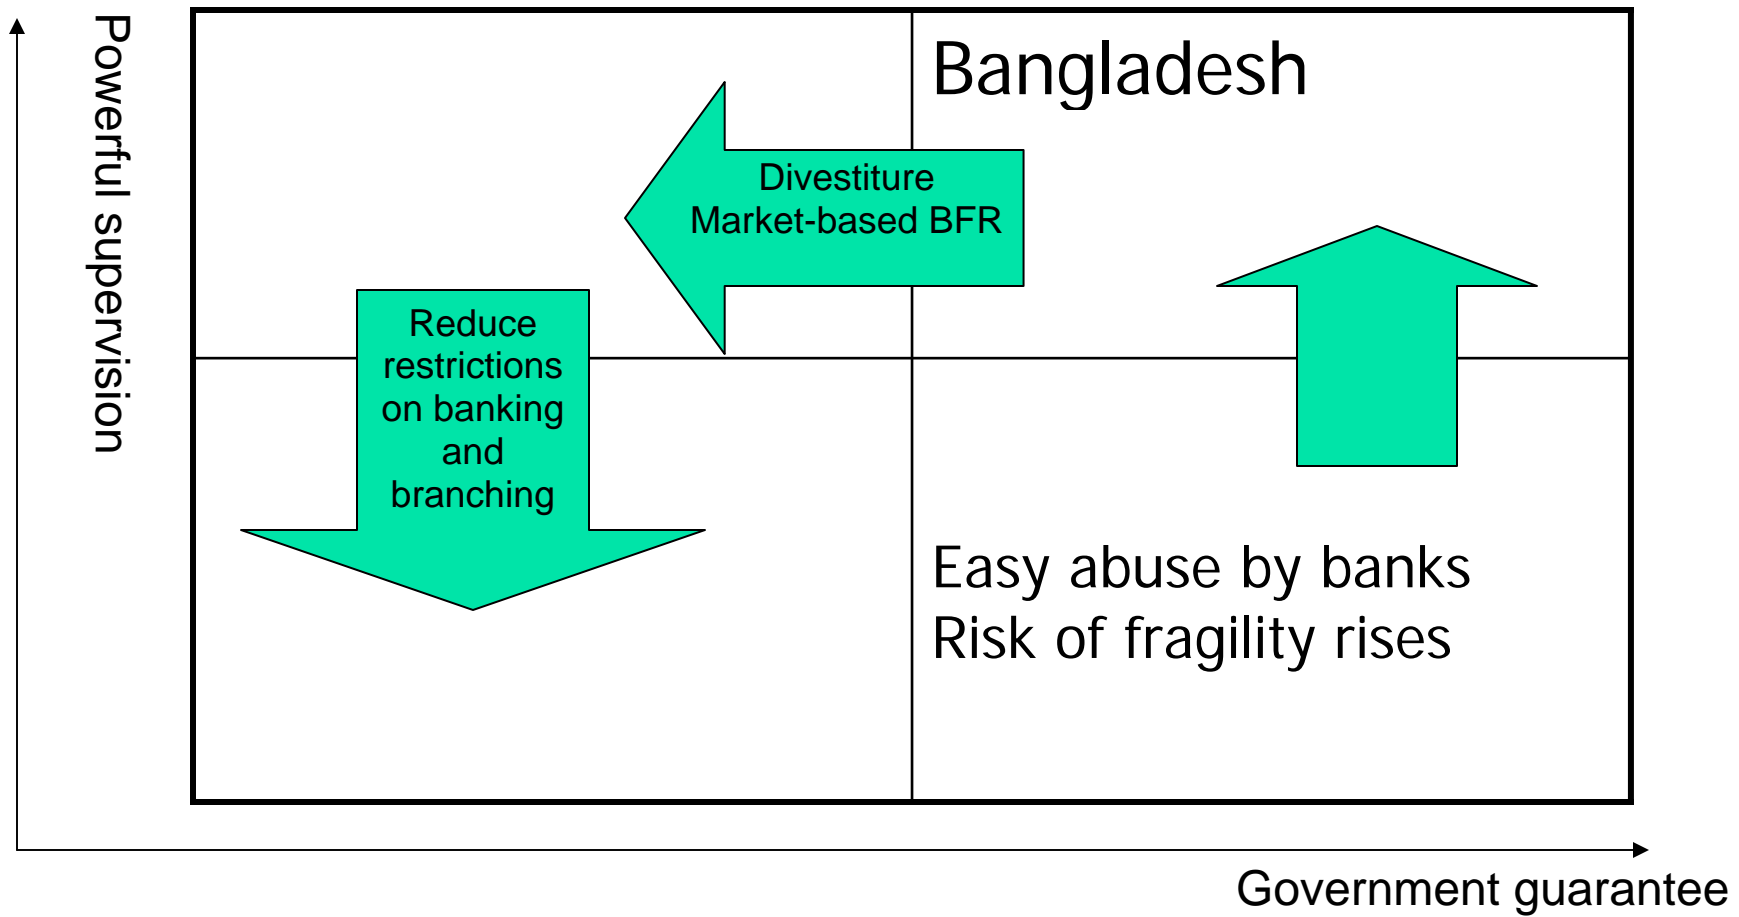 Powerful supervision
Bangladesh
Divestiture
Market-based BFR
Reduce
restrictions
on banking
and
branching
Easy abuse by banks
Risk of fragility rises
Government guarantee